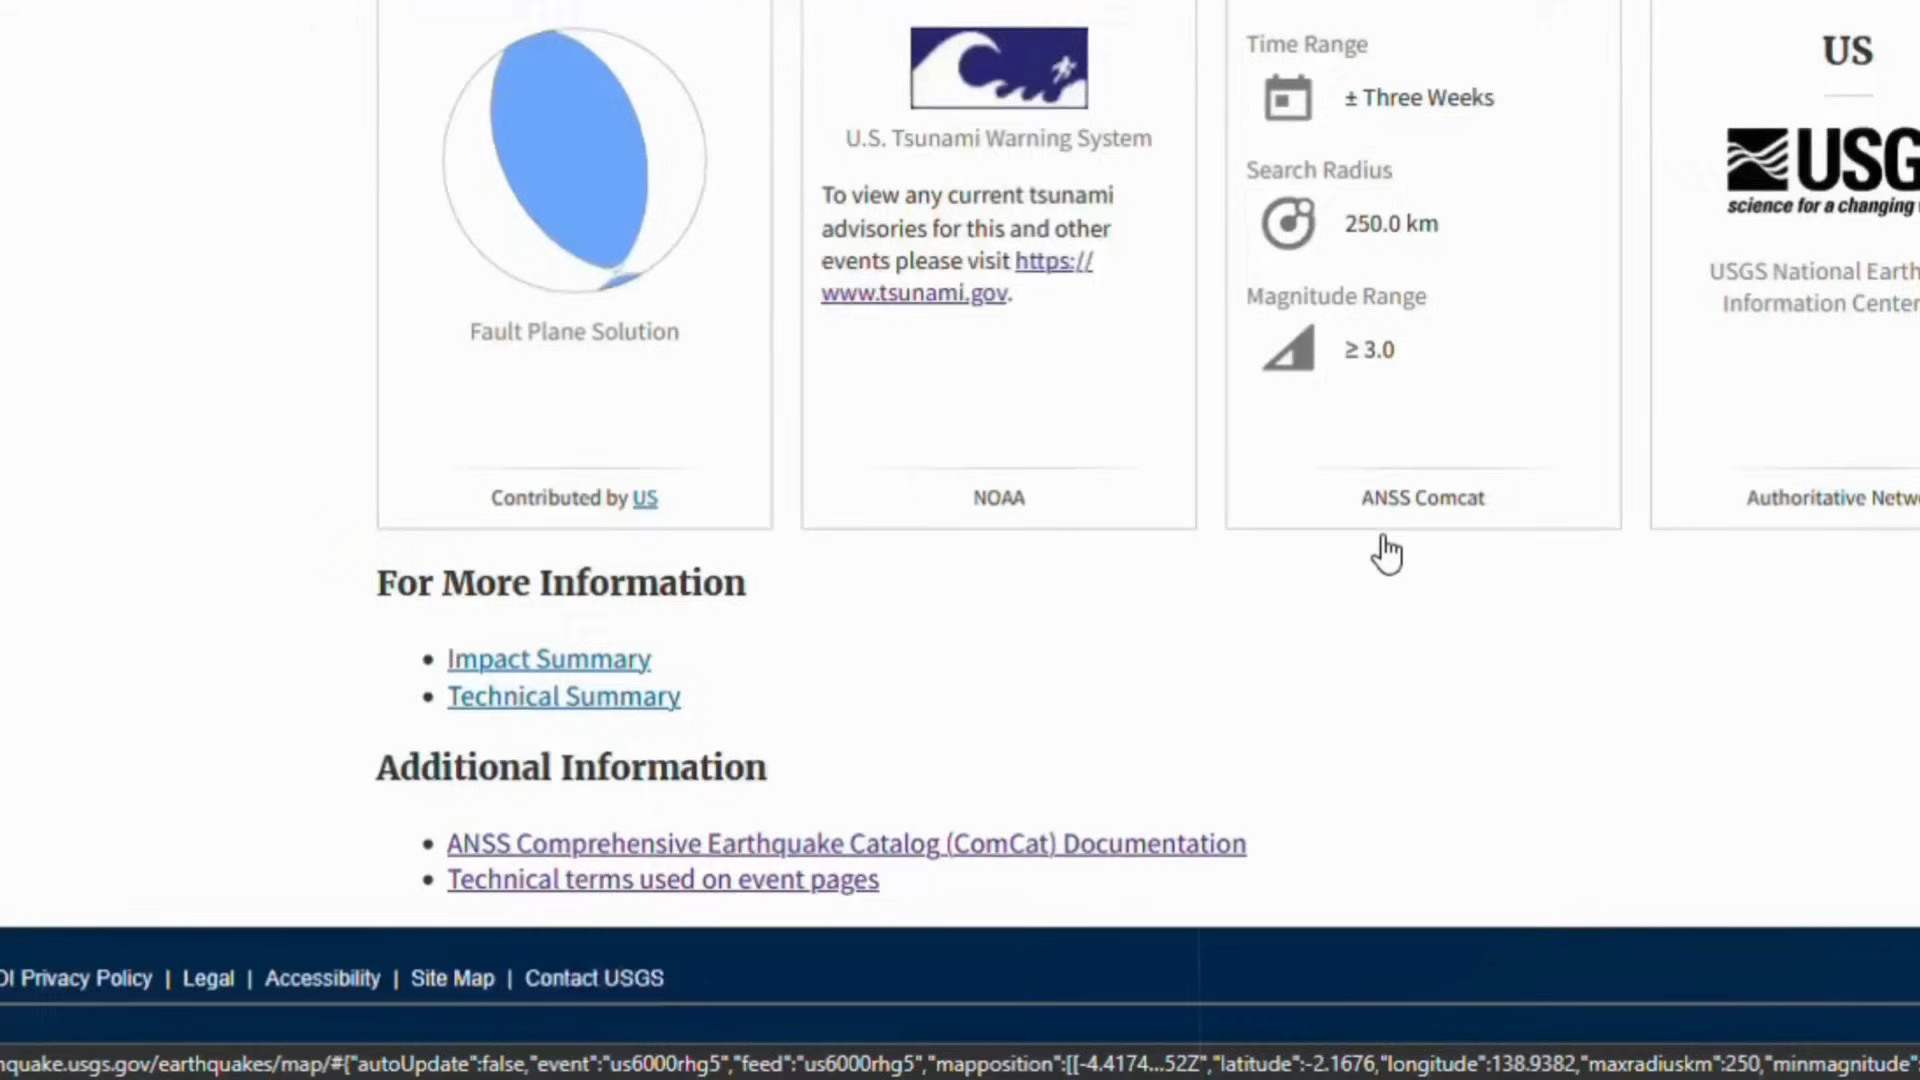 Fault Plane Solution
Contributed by US
U.S. Tsunami Warning System
To view any current tsunami
advisories for this and other
events please visit https://
www.tsunami.gov.
NOAA
Time Range
± Three Weeks
Search Radius
250.0 km
Magnitude Range
≥ 3.0
ANSS Comcat
US
USG
science for a changing
USGS National Earth
Information Center
Authoritative Netw
For More Information
• Impact Summary
• Technical Summary
Additional Information
• ANSS Comprehensive Earthquake Catalog (ComCat) Documentation
• Technical terms used on event pages
OI Privacy Policy | Legal | Accessibility | Site Map | Contact USGS
hquake.usgs.gov/earthquakes/map/#{"autoUpdate":false,"event":"us6000rhg5","feed":"us6000rhg5","mapposition":[[-4.4174...52Z","latitude":-2.1676,"longitude":138.9382,"maxradiuskm":250,"minmagnitude"